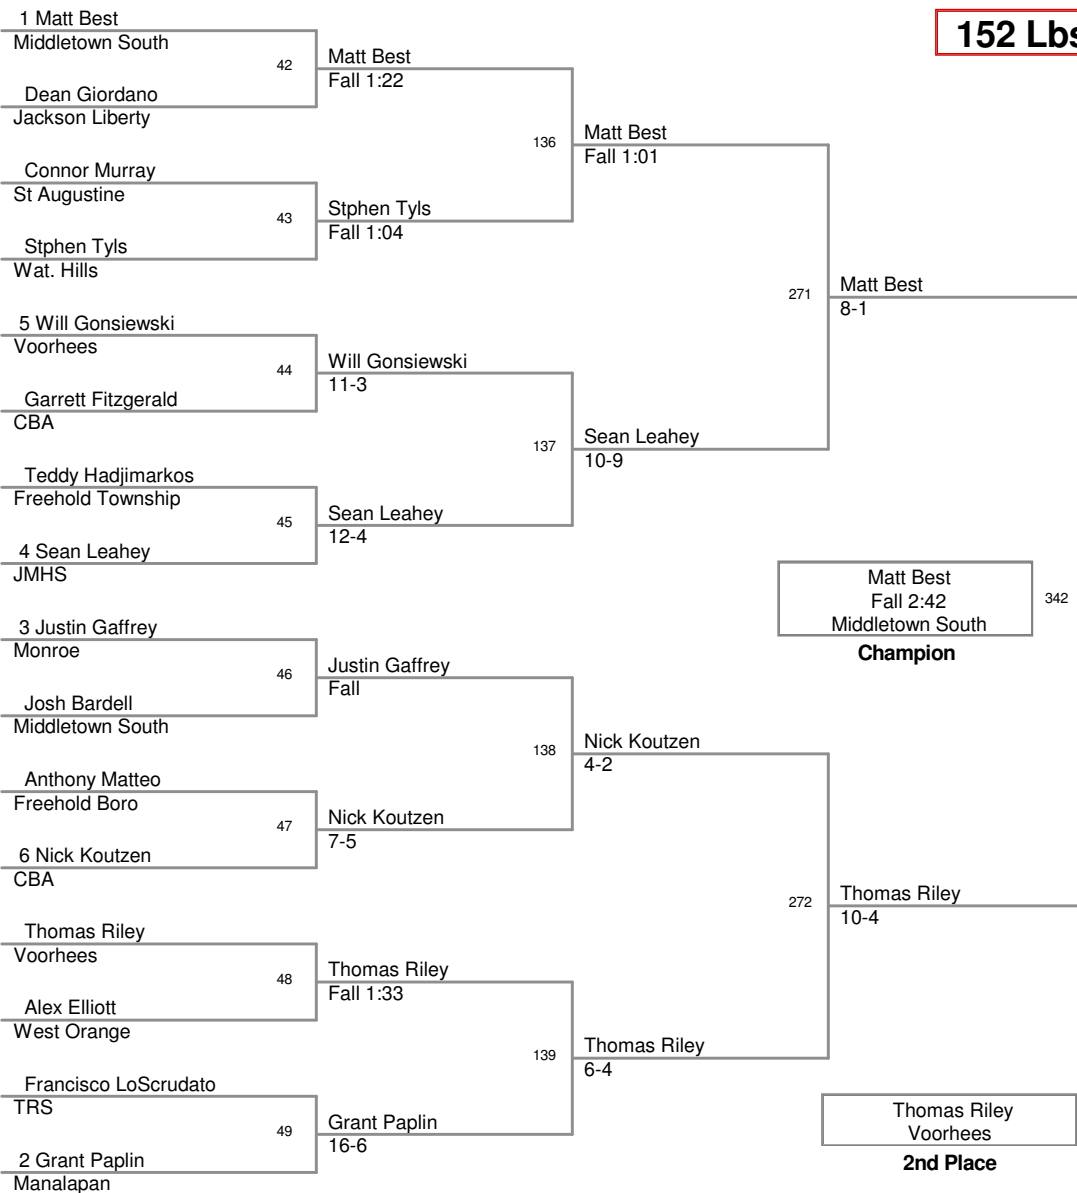 1 Matt Best
Middletown South
152 Lbs
42
Matt Best
Fall 1:22
Dean Giordano
Jackson Liberty
136
Matt Best
Fall 1:01
Connor Murray
St Augustine
43
Stphen Tyls
Fall 1:04
Stphen Tyls
Wat. Hills
271
Matt Best
8-1
5 Will Gonsiewski
Voorhees
44
Will Gonsiewski
11-3
Garrett Fitzgerald
CBA
137
Sean Leahey
10-9
Teddy Hadjimarkos
Freehold Township
45
Sean Leahey
12-4
4 Sean Leahey
JMHS
Matt Best
Fall 2:42
Middletown South
342
Champion
3 Justin Gaffrey
Monroe
46
Justin Gaffrey
Fall
Josh Bardell
Middletown South
138
Nick Koutzen
4-2
Anthony Matteo
Freehold Boro
47
Nick Koutzen
7-5
6 Nick Koutzen
CBA
272
Thomas Riley
10-4
Thomas Riley
Voorhees
48
Thomas Riley
Fall 1:33
Alex Elliott
West Orange
139
Thomas Riley
6-4
Francisco LoScrudato
TRS
49
Grant Paplin
16-6
2 Grant Paplin
Manalapan
Thomas Riley
Voorhees
2nd Place